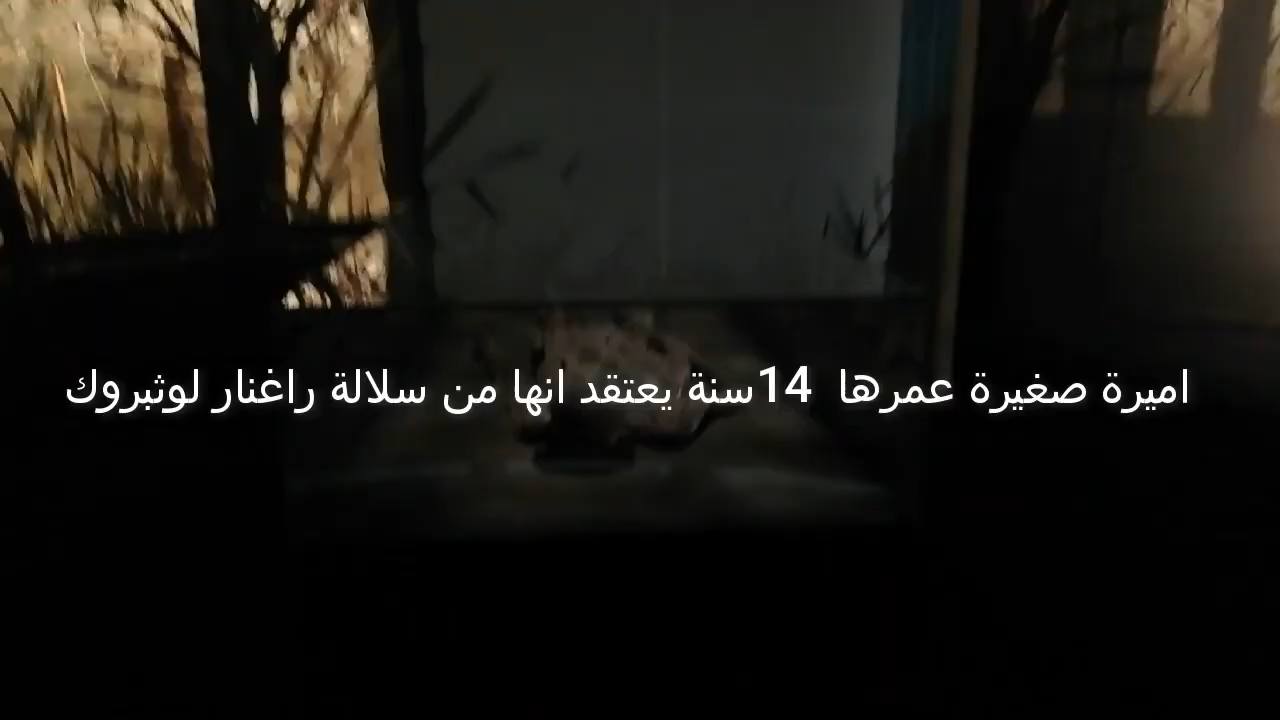 اميرة صغيرة عمرها 14سنة يعتقد انها من سلالة راغنار لوثبروك